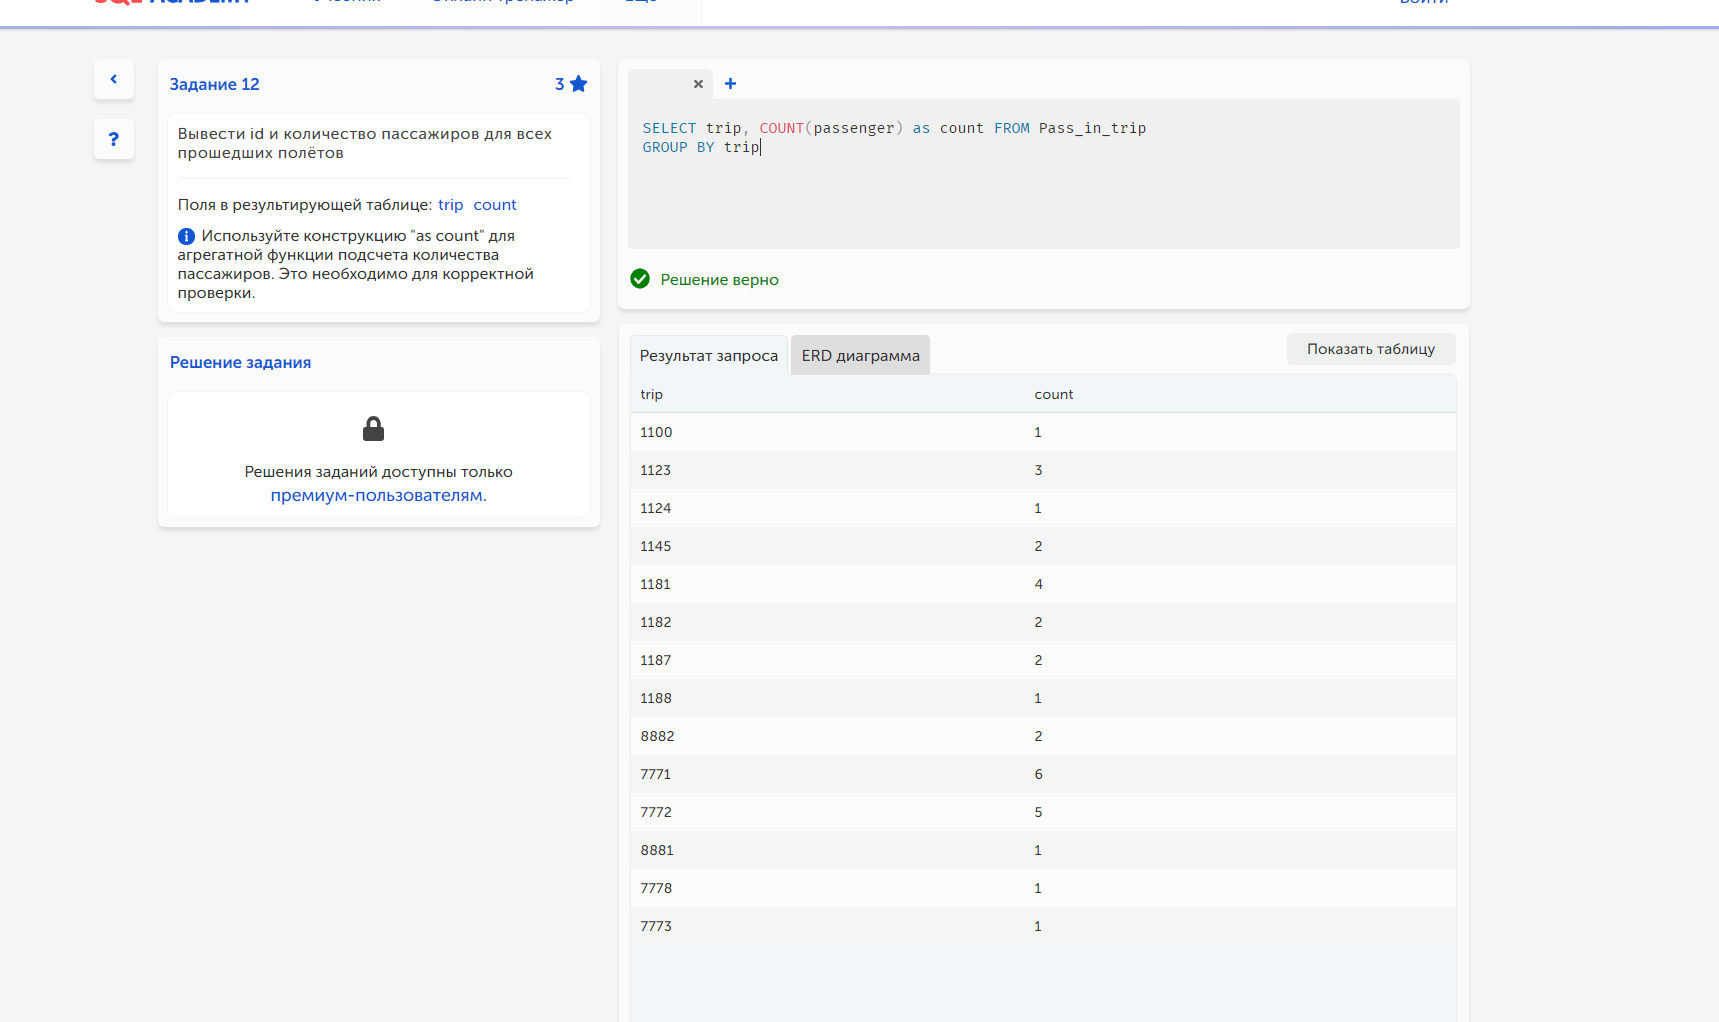 Задание 12
3
Вывести id и количество пассажиров для всех
прошедших полётов
Поля в результирующей таблице: trip count
Используйте конструкцию "as count" для
агрегатной функции подсчета количества
пассажиров. Это необходимо для корректной
проверки.
Решение задания
Решения заданий доступны только
премиум-пользователям.
SELECT trip, COUNT(passenger) as count FROM Pass_in_trip
GROUP BY trip
Решение верно
Результат запроса
ERD диаграмма
Показать таблицу
trip count
1100 1
1123 3
1124 1
1145 2
1181 4
1182 2
1187 2
1188 1
8882 2
7771 6
7772 5
8881 1
7778 1
7773 1